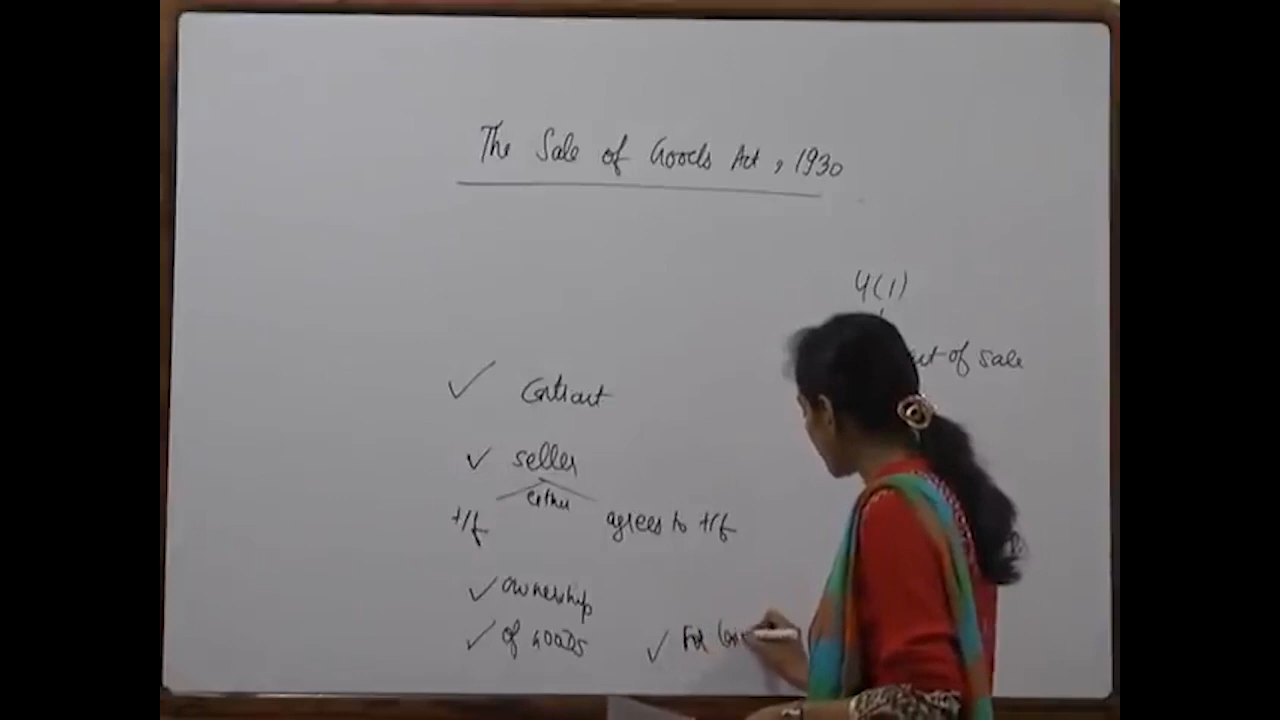 The Sale of Goods Act, 1930
4(1)
of sale
Contract
seller
either
t/f agrees to t/f
ownership
of GOODS For